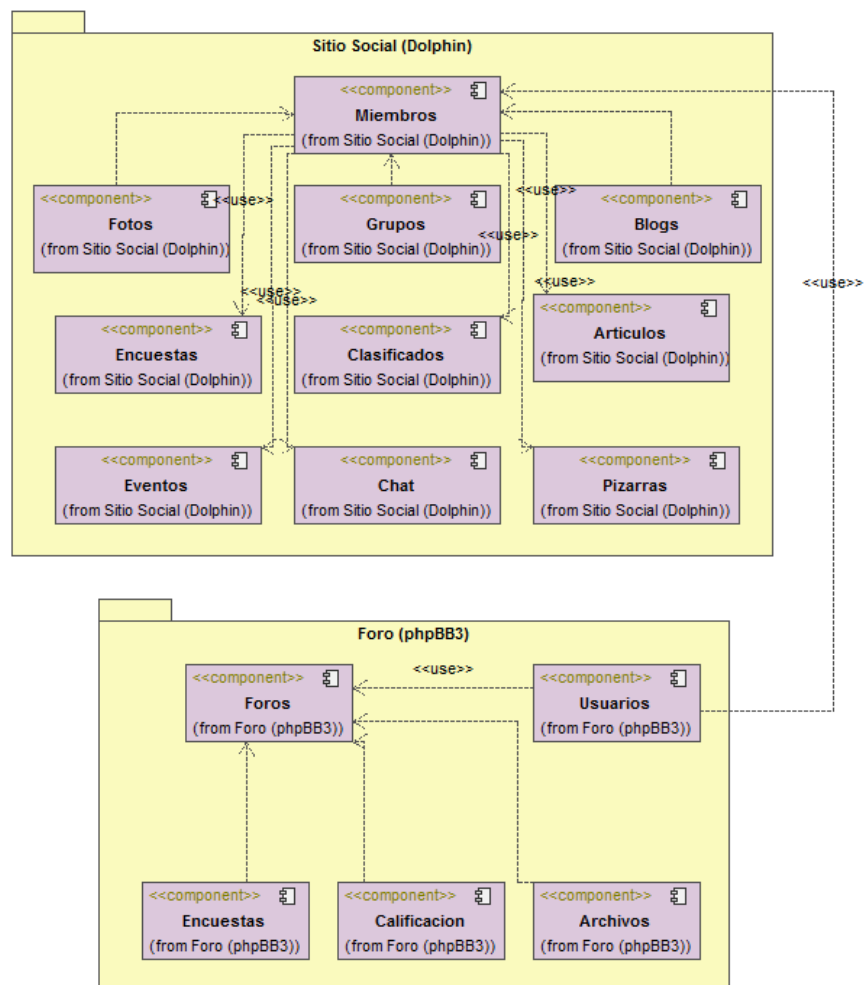 Sitio Social (Dolphin)
<<component>>
Miembros
(from Sitio Social (Dolphin))
<<component>>
Fotos
(from Sitio Social (Dolphin))
<<use>>
<<component>>
Grupos
(from Sitio Social (Dolphin))
<<use>>
<<use>>
<<component>>
Blogs
(from Sitio Social (Dolphin))
<<use>>
<<use>>
<<use>>
<<use>>
<<component>>
Encuestas
(from Sitio Social (Dolphin))
<<component>>
Clasificados
(from Sitio Social (Dolphin))
<<component>>
Articulos
(from Sitio Social (Dolphin))
<<component>>
Eventos
(from Sitio Social (Dolphin))
<<component>>
Chat
(from Sitio Social (Dolphin))
<<component>>
Pizarras
(from Sitio Social (Dolphin))
Foro (phpBB3)
<<component>>
Foros
(from Foro (phpBB3))
<<use>>
<<component>>
Usuarios
(from Foro (phpBB3))
<<component>>
Encuestas
(from Foro (phpBB3))
<<component>>
Calificacion
(from Foro (phpBB3))
<<component>>
Archivos
(from Foro (phpBB3))